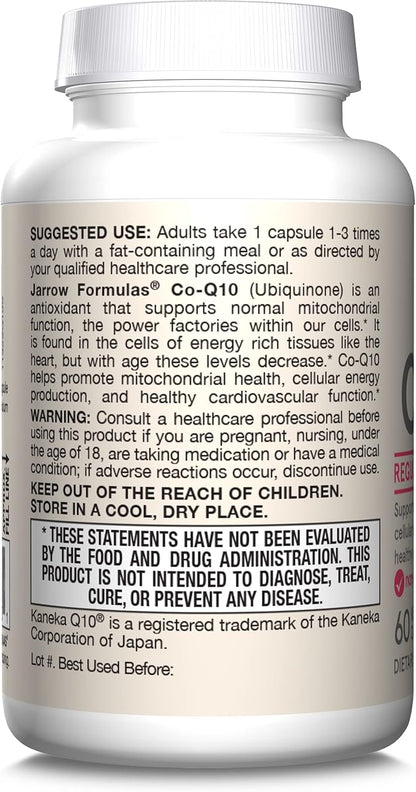 SUGGESTED USE: Adults take 1 capsule 1-3 times
a day with a fat-containing meal or as directed by
your qualified healthcare professional.
Jarrow Formulas® Co-Q10 (Ubiquinone) is an
antioxidant that supports normal mitochondrial
function, the power factories within our cells.* It
is found in the cells of energy rich tissues like the
heart, but with age these levels decrease.* Co-Q10
helps promote mitochondrial health, cellular energy
production, and healthy cardiovascular function.*
WARNING: Consult a healthcare professional before
using this product if you are pregnant, nursing, under
the age of 18, are taking medication or have a medical
condition; if adverse reactions occur, discontinue use.
KEEP OUT OF THE REACH OF CHILDREN.
STORE IN A COOL, DRY PLACE.
* THESE STATEMENTS HAVE NOT BEEN EVALUATED
BY THE FOOD AND DRUG ADMINISTRATION. THIS
PRODUCT IS NOT INTENDED TO DIAGNOSE, TREAT,
CURE, OR PREVENT ANY DISEASE.
Kaneka Q10® is a registered trademark of the Kaneka
Corporation of Japan.
Lot #. Best Used Before:
FILL LINE
60